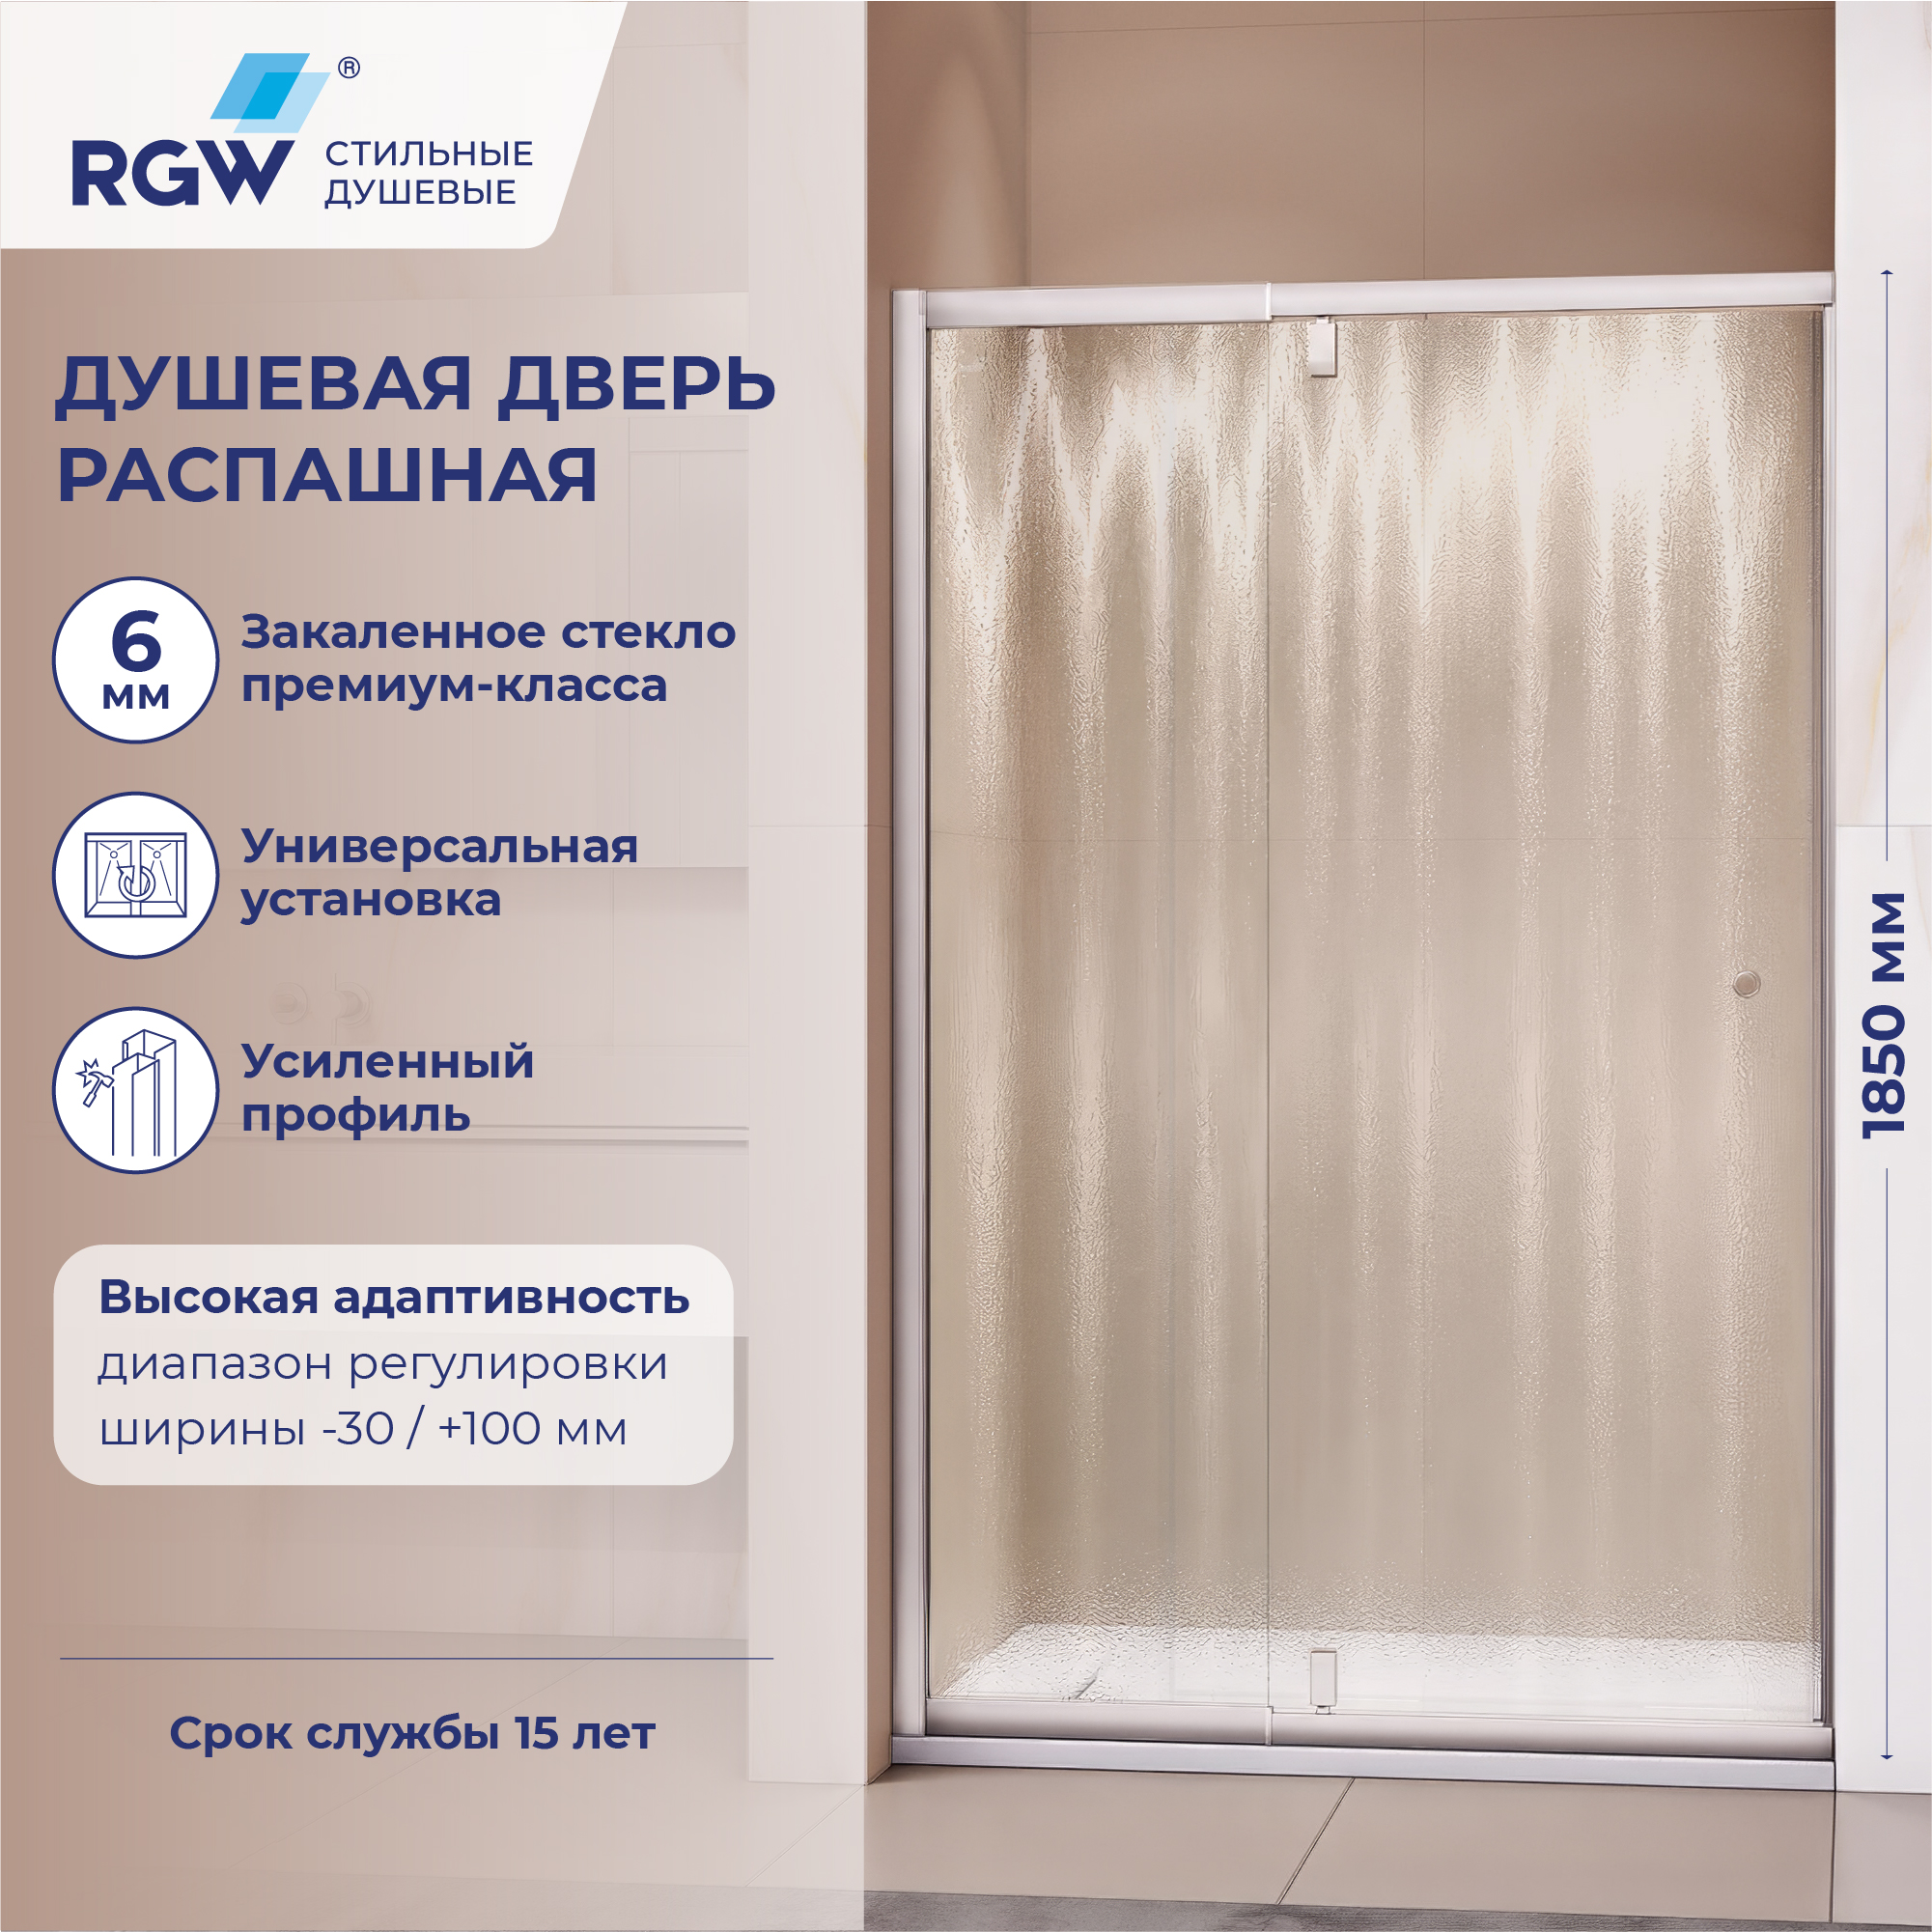 ®
RGW
СТИЛЬНЫЕ
ДУШЕВЫЕ
ДУШЕВАЯ ДВЕРЬ
РАСПАШНАЯ
6
мм
Закаленное стекло
премиум-класса
Универсальная
установка
Усиленный
профиль
Высокая адаптивность
диапазон регулировки
ширины -30 / +100 мм
Срок службы 15 лет
1850 мм